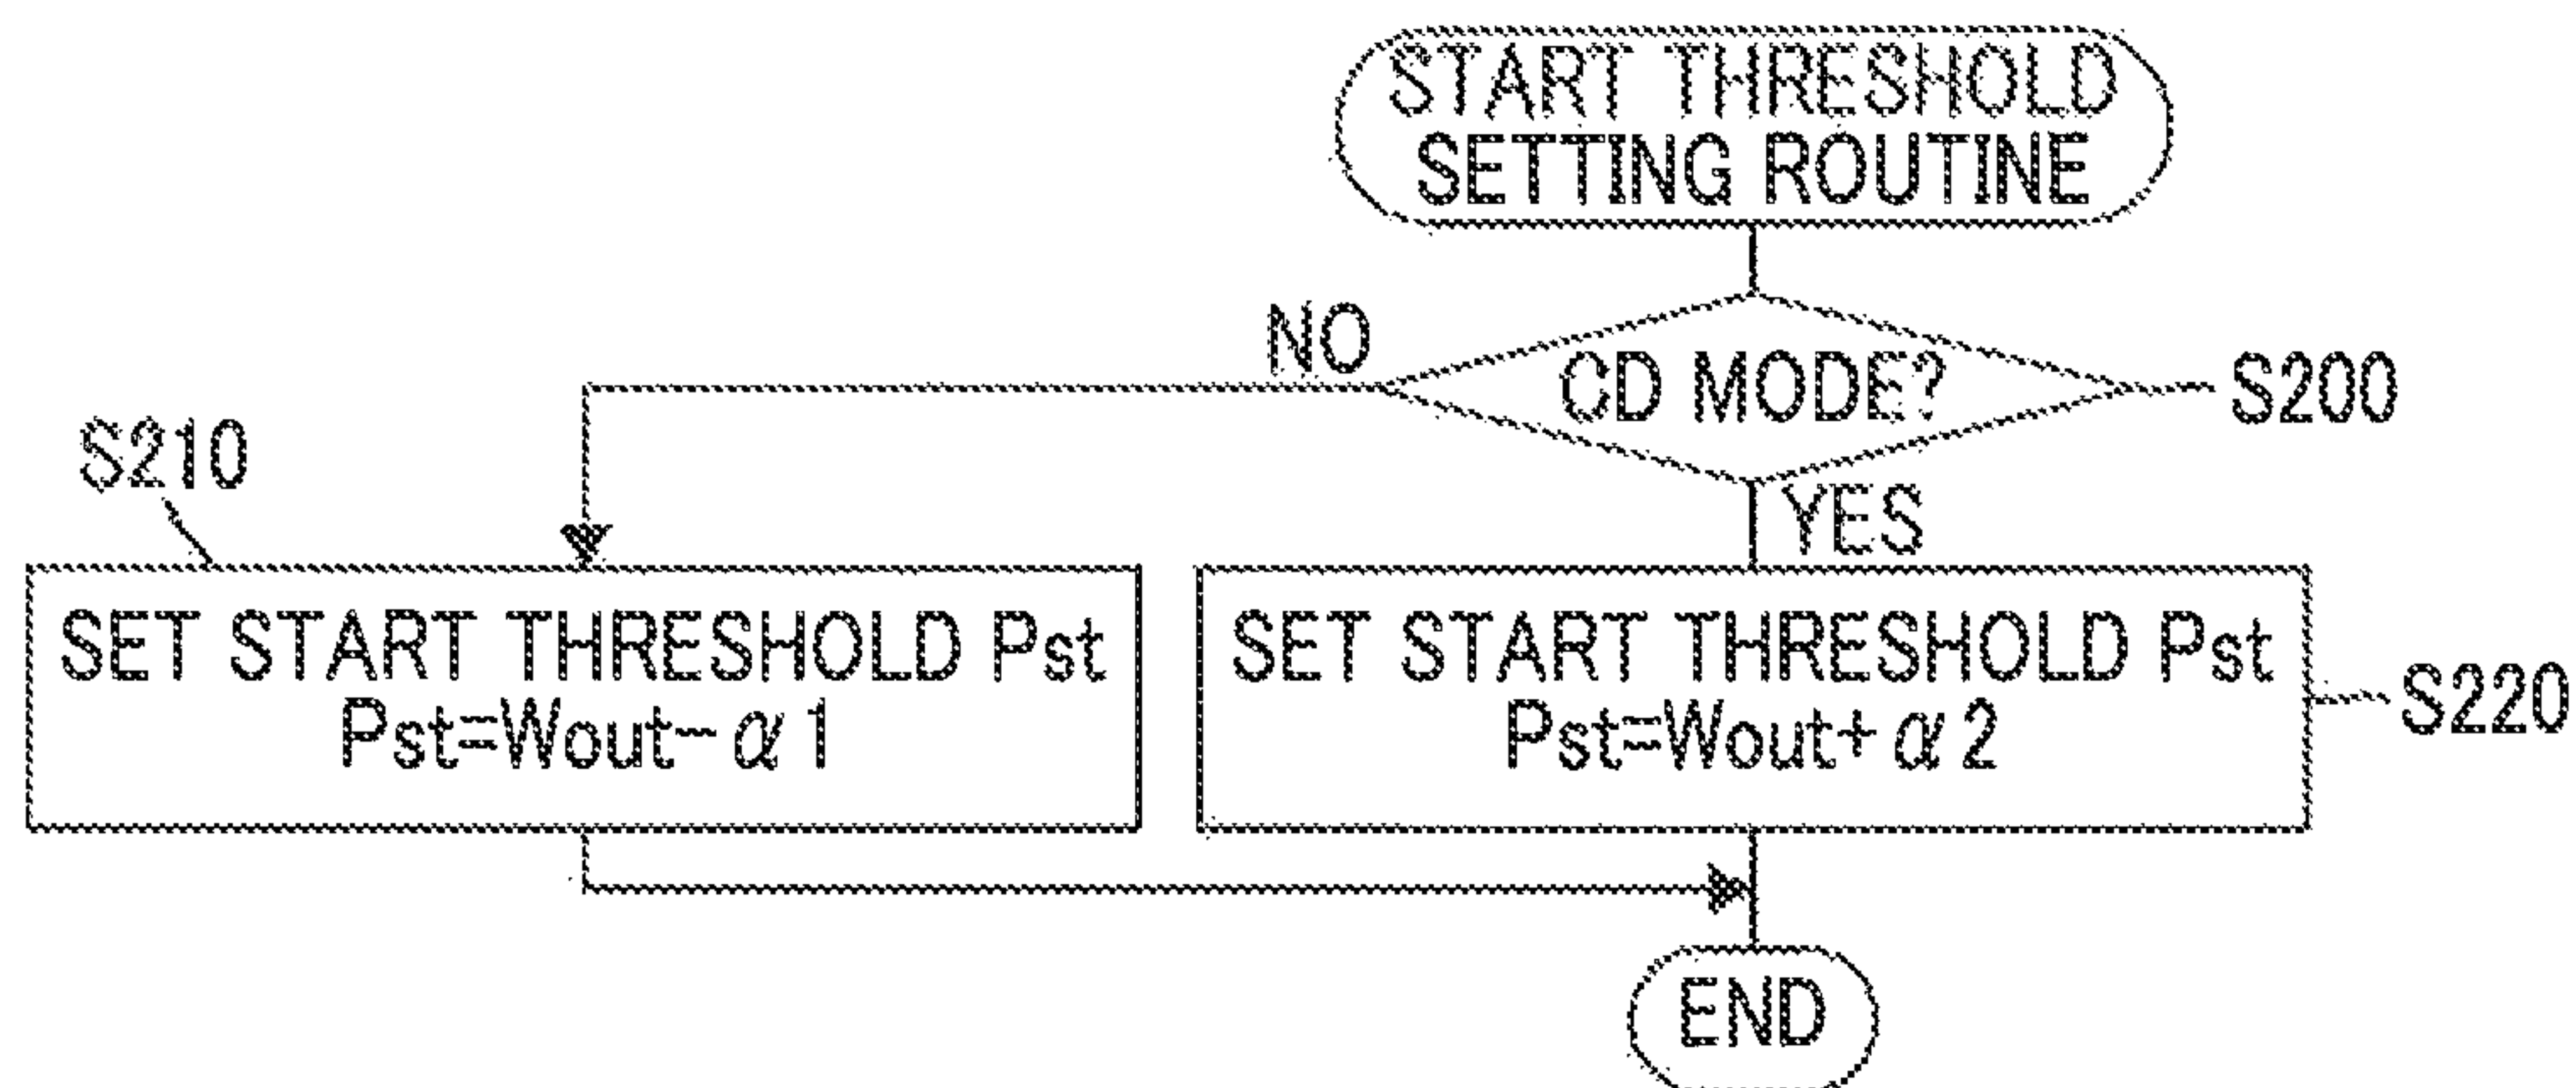 START THRESHOLD
SETTING ROUTINE
NO
CD MODE?
S200
S210
YES
SET START THRESHOLD Pst
Pst=Wout-α1
SET START THRESHOLD Pst
Pst=Wout+α2
S220
END